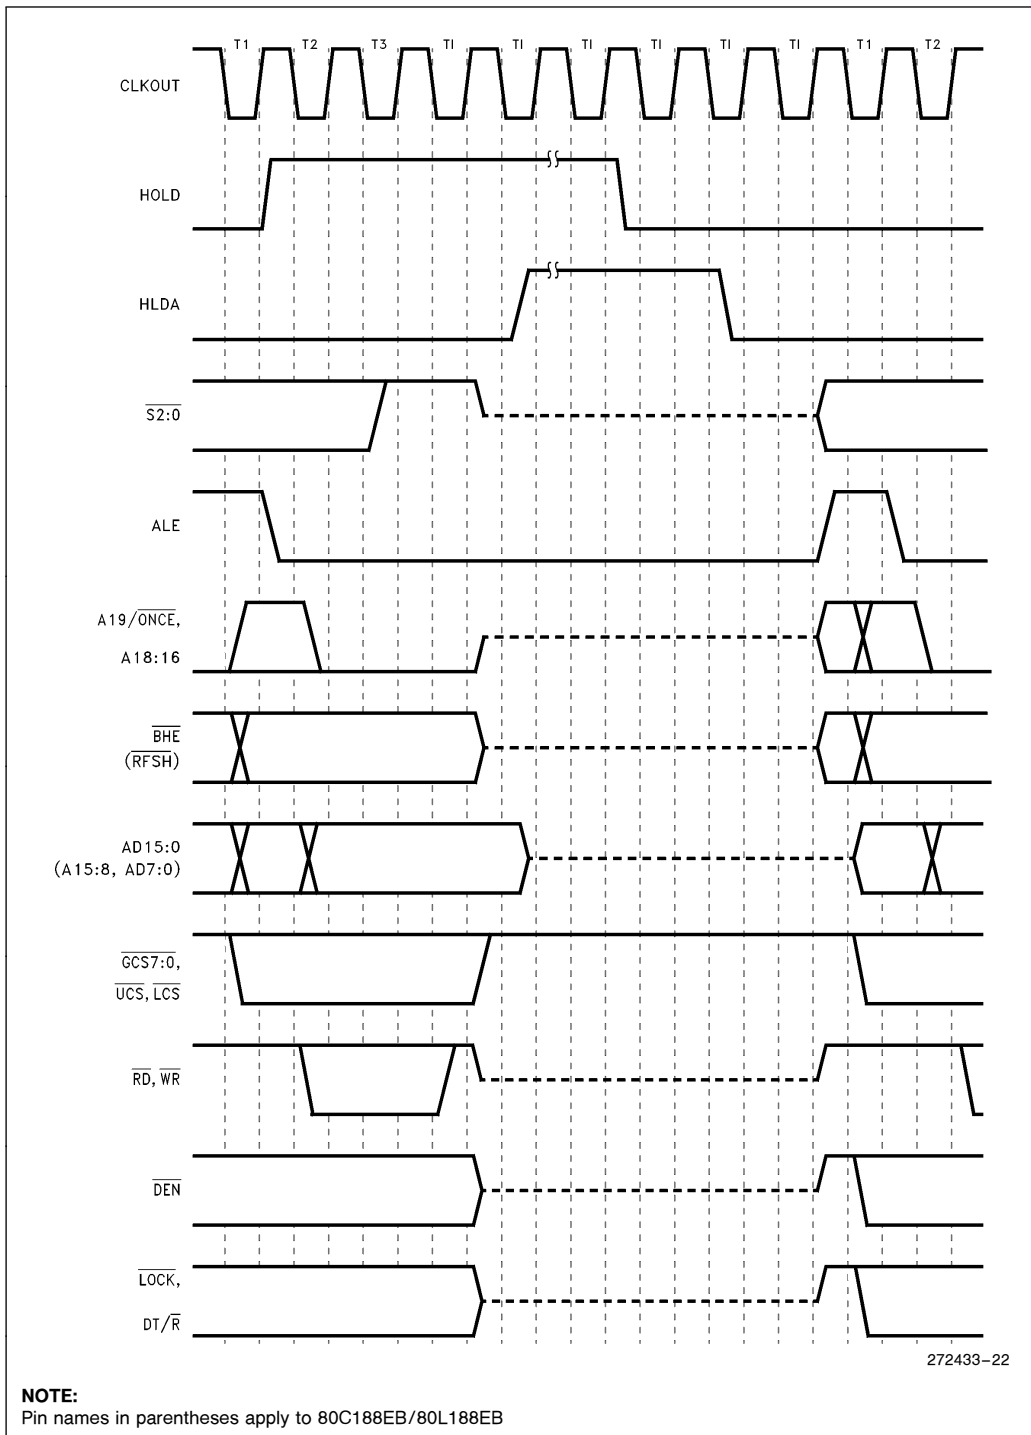 T1 T2 T3 TI TI TI TI TI TI T1 T2
CLKOUT
HOLD
HLDA
S2:0
ALE
A19/ONCE,
A18:16
BHE
(RFSH)
AD15:0
(A15:8, AD7:0)
GCS7:0,
UCS, LCS
RD, WR
DEN
LOCK,
DT/R
272433–22
NOTE:
Pin names in parentheses apply to 80C188EB/80L188EB